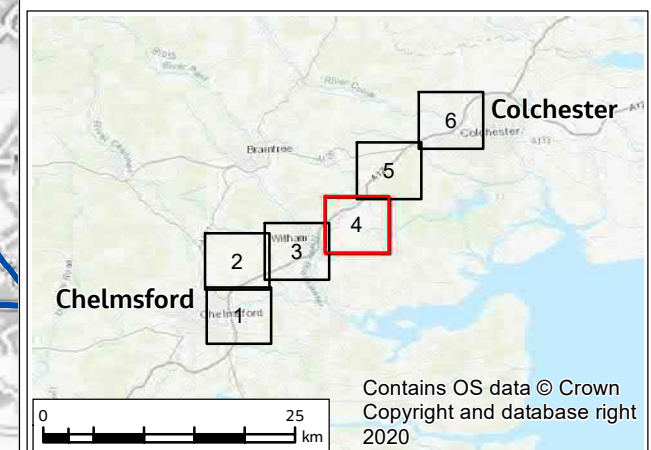 6
Colchester
Colchester
Braintree
5
4
Witham
3
2
Chelmsford
Chelmsford
1
Contains OS data © Crown
Copyright and database right
2020
0 25
km